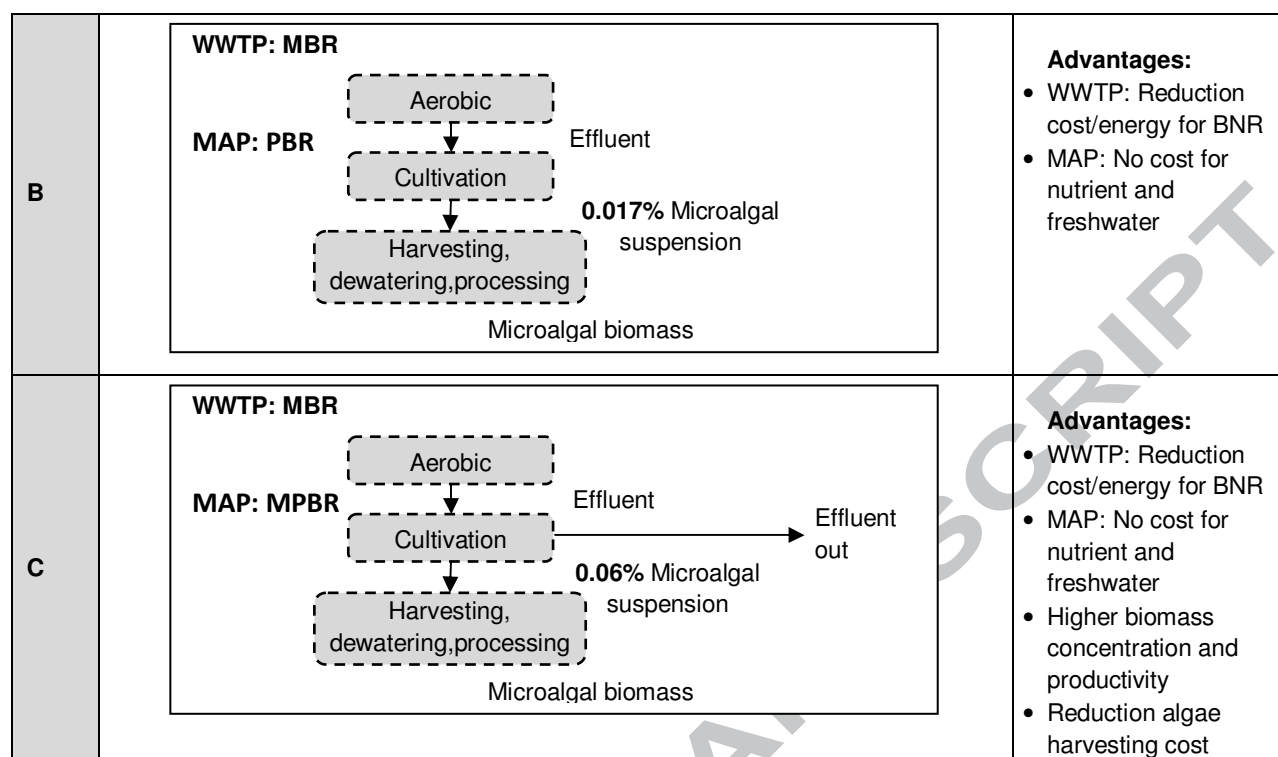 B
WWTP: MBR
Aerobic
MAP: PBR
Effluent
Cultivation
0.017% Microalgal
suspension
Harvesting,
dewatering,processing
Microalgal biomass
Advantages:
• WWTP: Reduction
cost/energy for BNR
• MAP: No cost for
nutrient and
freshwater
C
WWTP: MBR
Aerobic
MAP: MPBR
Effluent
Cultivation
Effluent
out
0.06% Microalgal
suspension
Harvesting,
dewatering,processing
Microalgal biomass
Advantages:
• WWTP: Reduction
cost/energy for BNR
• MAP: No cost for
nutrient and
freshwater
• Higher biomass
concentration and
productivity
• Reduction algae
harvesting cost